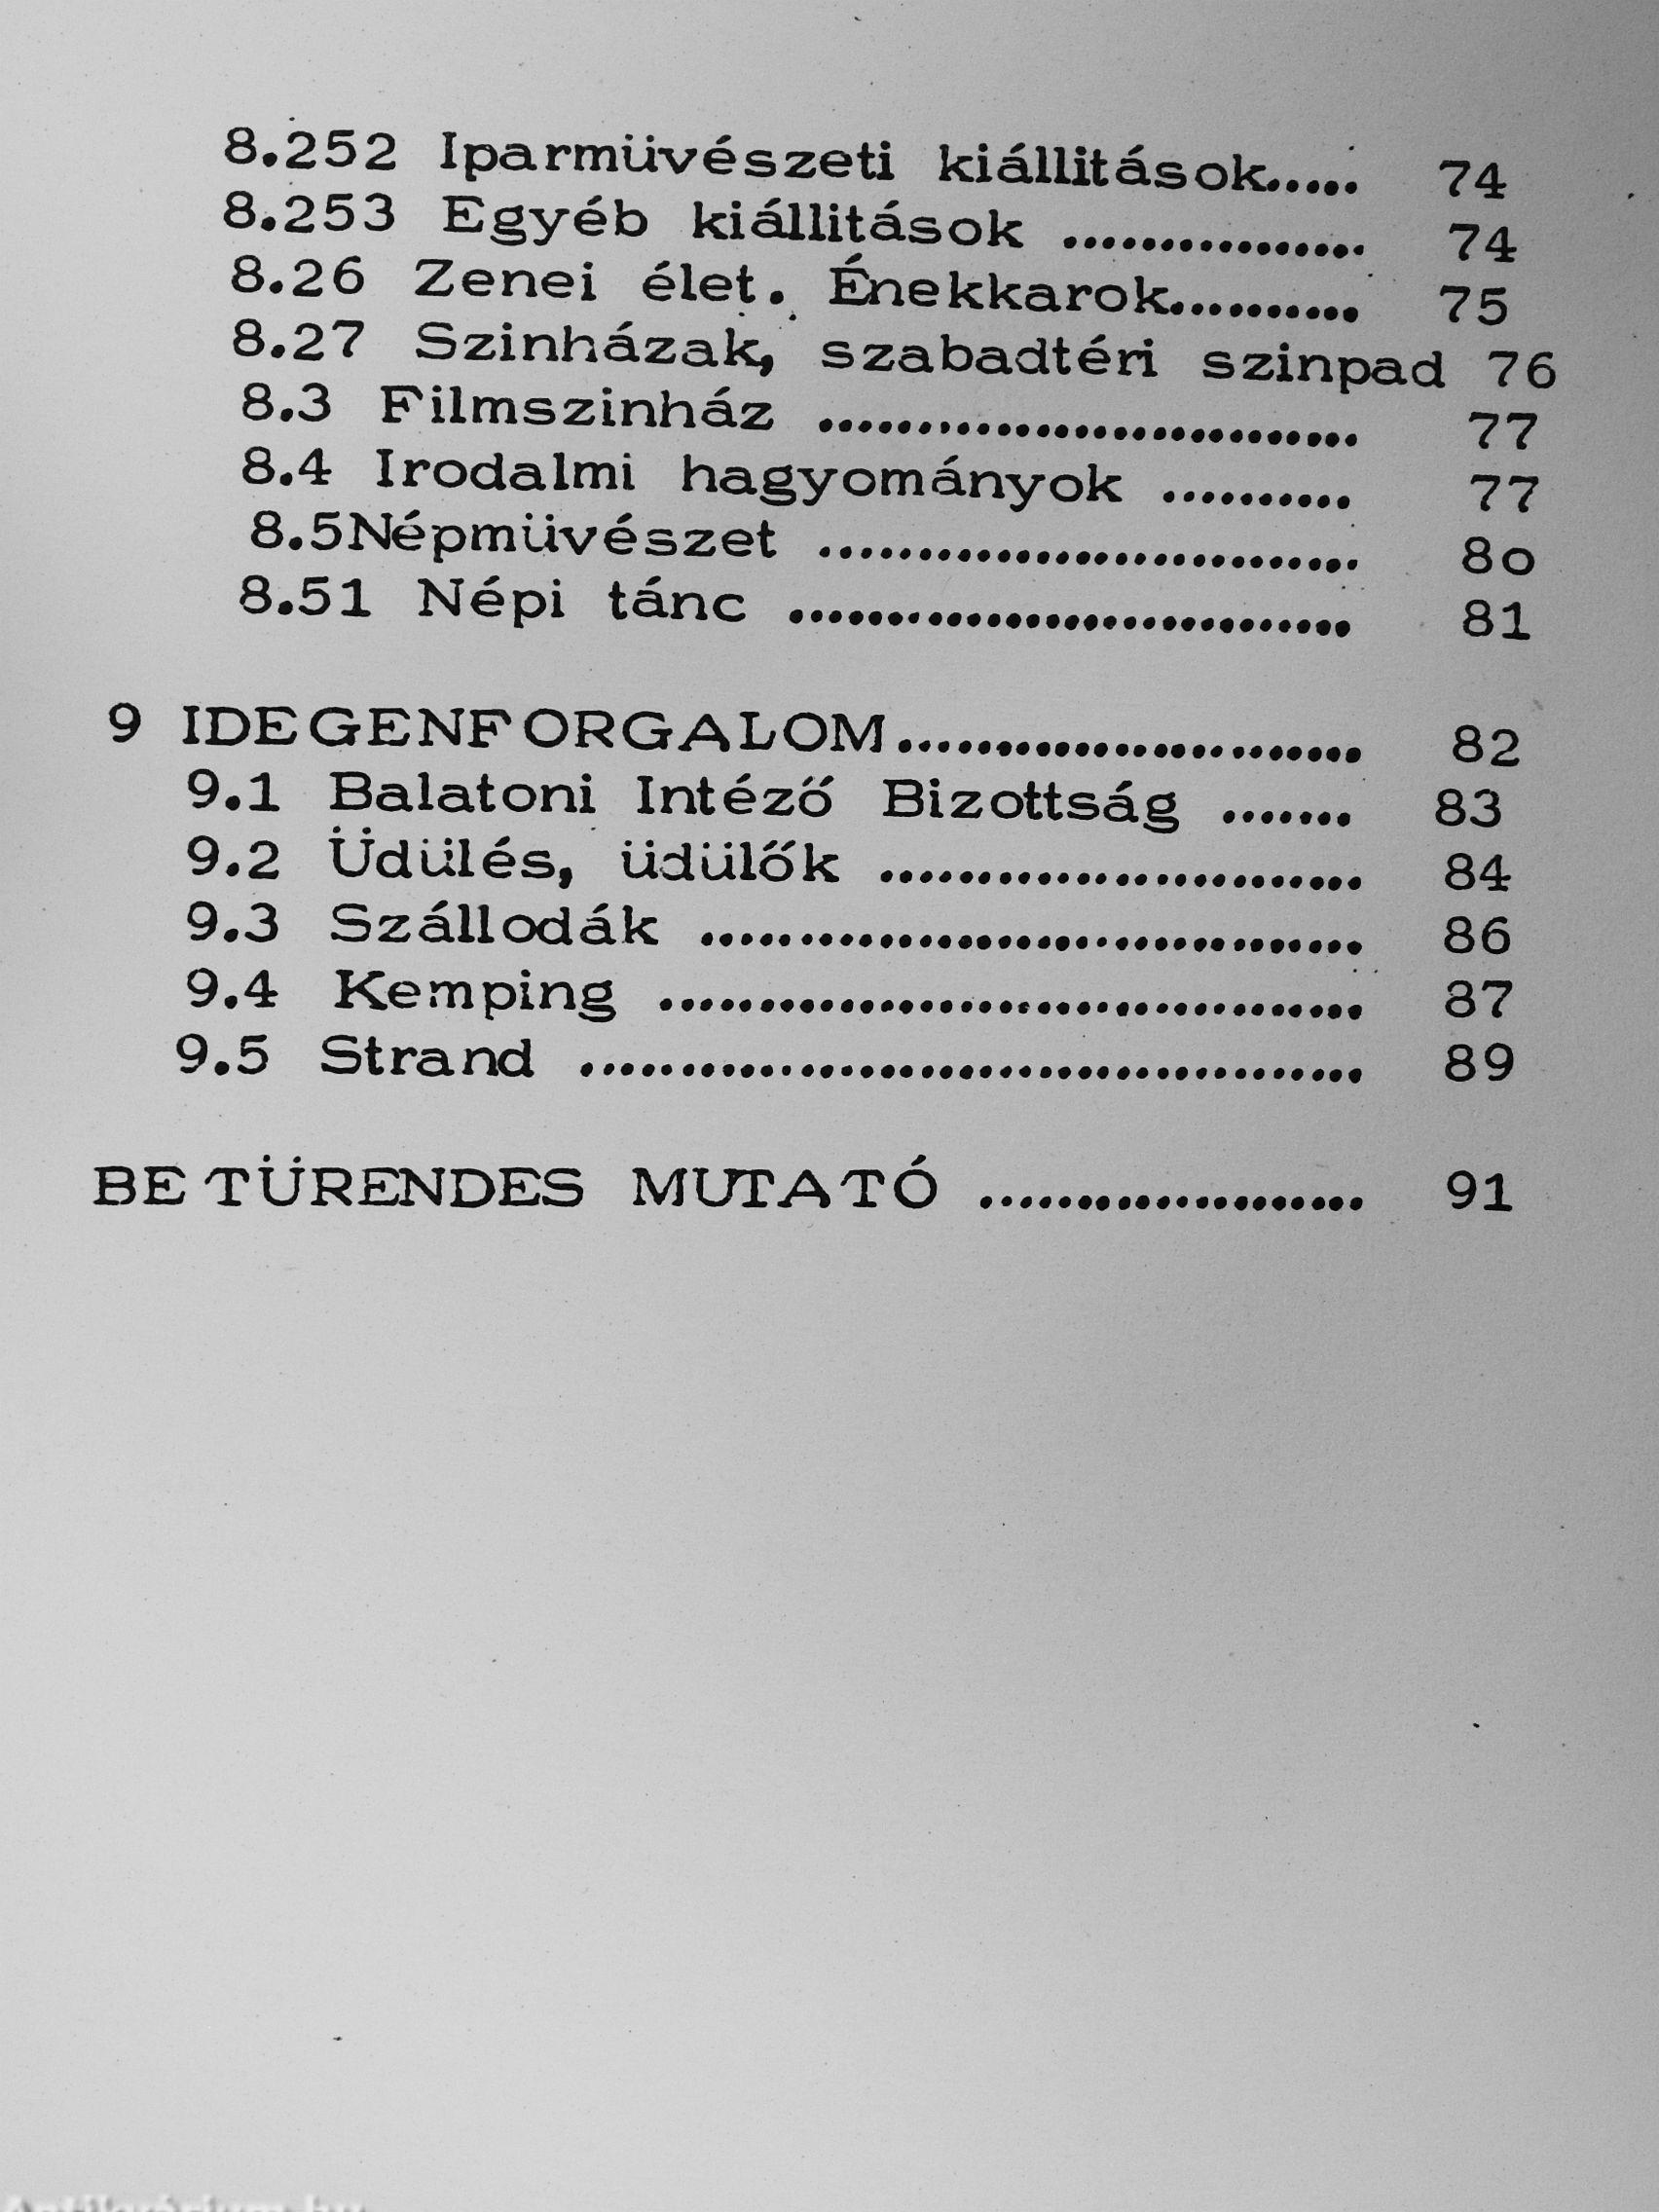 8.252 Iparmüvészeti kiállitások..... 74
8.253 Egyéb kiállitások ................ 74
8.26 Zenei élet. Énekkarok.......... 75
8.27 Szinházak, szabadtéri szinpad 76
8.3 Filmszinház ............................ 77
8.4 Irodalmi hagyományok .......... 77
8.5Népmüvészet ............................ 8o
8.51 Népi tánc ............................. 81
9 IDEGENFORGALOM........................ 82
9.1 Balatoni Intéző Bizottság ....... 83
9.2 Üdülés, üdülők ......................... 84
9.3 Szállodák .................................. 86
9.4 Kemping .................................... 87
9.5 Strand ........................................ 89
BETÜRENDES MUTATÓ .................... 91